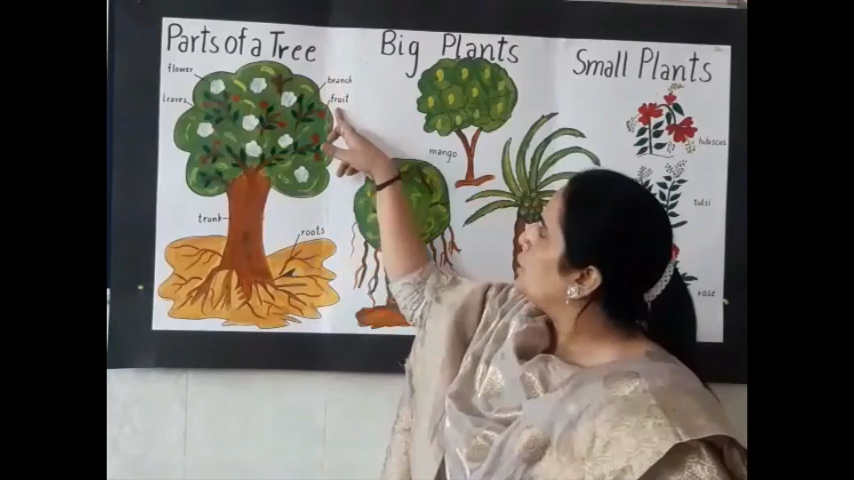 Parts of a Tree
flower
branch
leaves
fruit
trunk
roots
Big Plants
mango
Small Plants
hibiscus
tulsi
rose